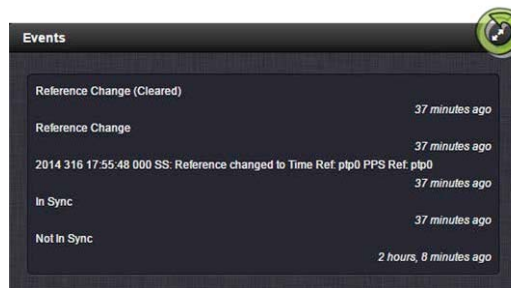 Events
Reference Change (Cleared)
37 minutes ago
Reference Change
37 minutes ago
2014 316 17:55:48 000 SS: Reference changed to Time Ref: ptp0 PPS Ref: ptp0
37 minutes ago
In Sync
37 minutes ago
Not In Sync
2 hours, 8 minutes ago